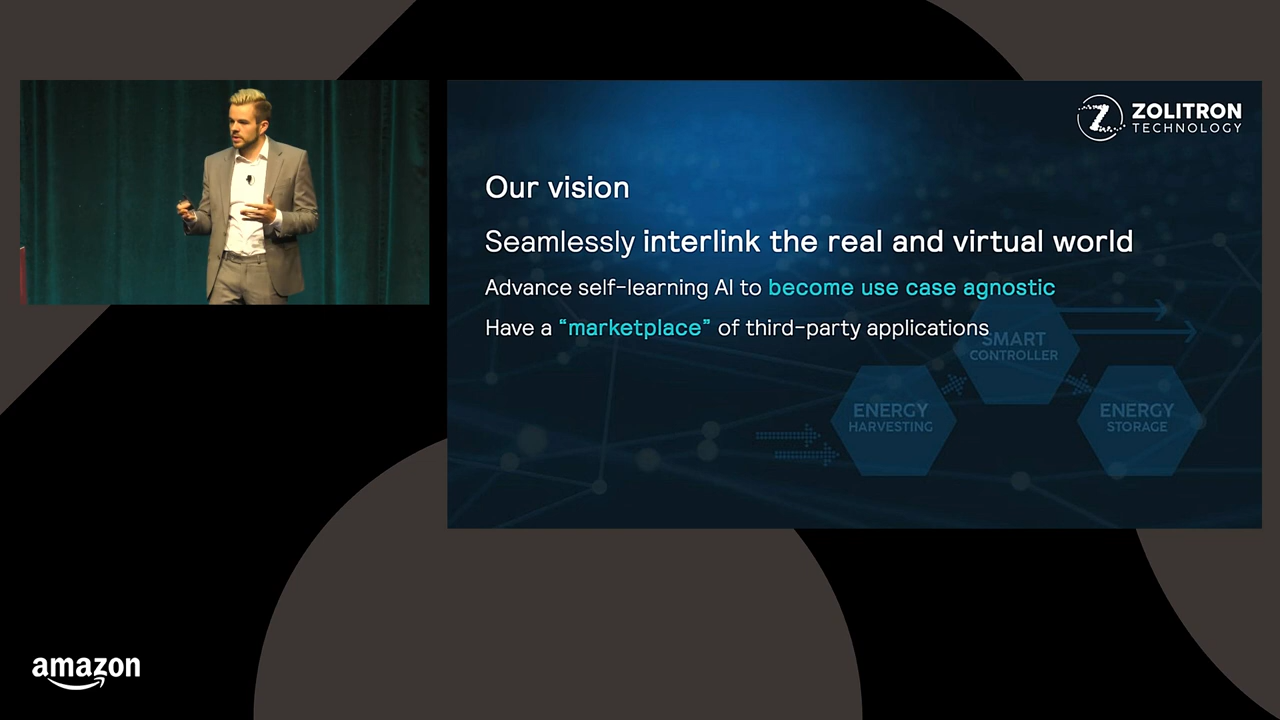 ZOLITRON
TECHNOLOGY
Our vision
Seamlessly interlink the real and virtual world
Advance self-learning AI to become use case agnostic
Have a “marketplace” of third-party applications
SMART
CONTROLLER
ENERGY
HARVESTING
ENERGY
STORAGE
amazon